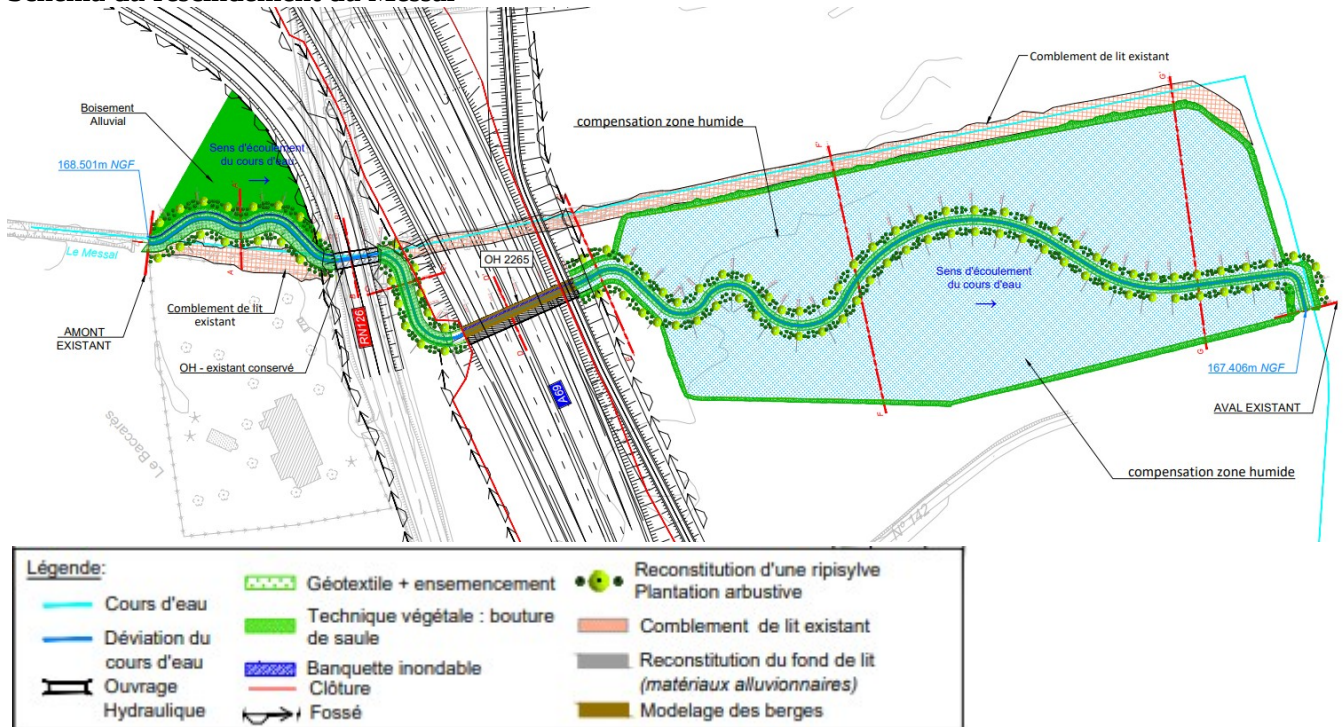 Comblement de lit existant
Boisement
Alluvial
compensation zone humide
Sens d'écoulement
du cours d'eau
168.501m NGF
Le Messal
OH 2265
Sens d'écoulement
du cours d'eau
Comblement de lit
existant
AMONT
EXISTANT
RN126
OH - existant conservé
A69
167.406m NGF
AVAL EXISTANT
Le Baccarès
compensation zone humide
N° 142
F
F
G'
G
A
Légende:
Cours d'eau
Déviation du
cours d'eau
Ouvrage
Hydraulique
Géotextile + ensemencement
Technique végétale : bouture
de saule
Banquette inondable
Clôture
Fossé
Reconstitution d'une ripisylve
Plantation arbustive
Comblement de lit existant
Reconstitution du fond de lit
(matériaux alluvionnaires)
Modelage des berges